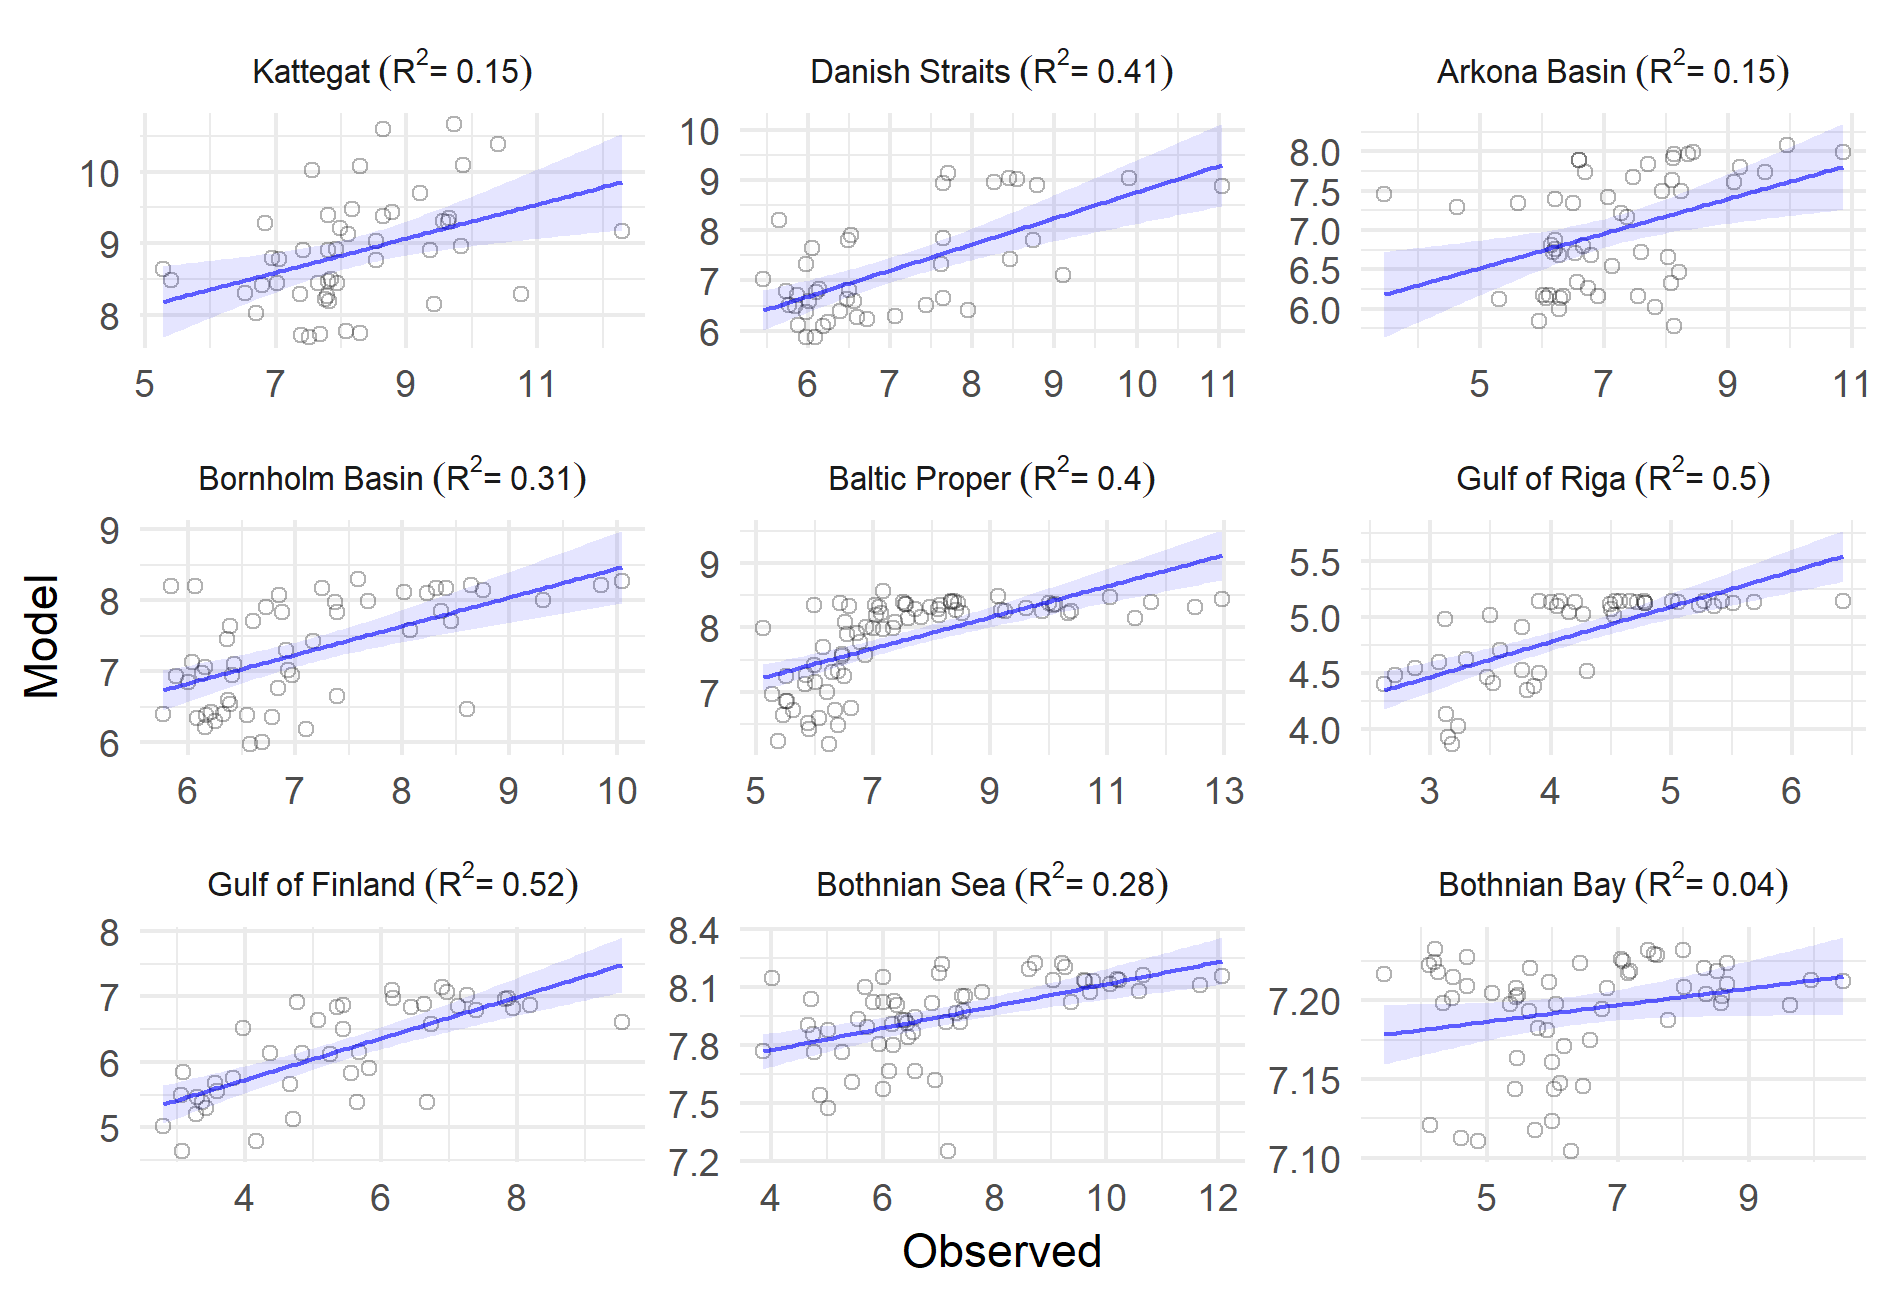 Kattegat (R²= 0.15)
Danish Straits (R²= 0.41)
Arkona Basin (R²= 0.15)
10
9
8
5 7 9 11
10
9
8
7
6
6 7 8 9 10 11
8.0
7.5
7.0
6.5
6.0
5 7 9 11
Bornholm Basin (R²= 0.31)
Baltic Proper (R²= 0.4)
Gulf of Riga (R²= 0.5)
Model
9
8
7
6
6 7 8 9 10
9
8
7
5 7 9 11 13
5.5
5.0
4.5
4.0
3 4 5 6
Gulf of Finland (R²= 0.52)
Bothnian Sea (R²= 0.28)
Bothnian Bay (R²= 0.04)
8
7
6
5
4 6 8
8.4
8.1
7.8
7.5
7.2
4 6 8 10 12
7.20
7.15
7.10
5 7 9
Observed